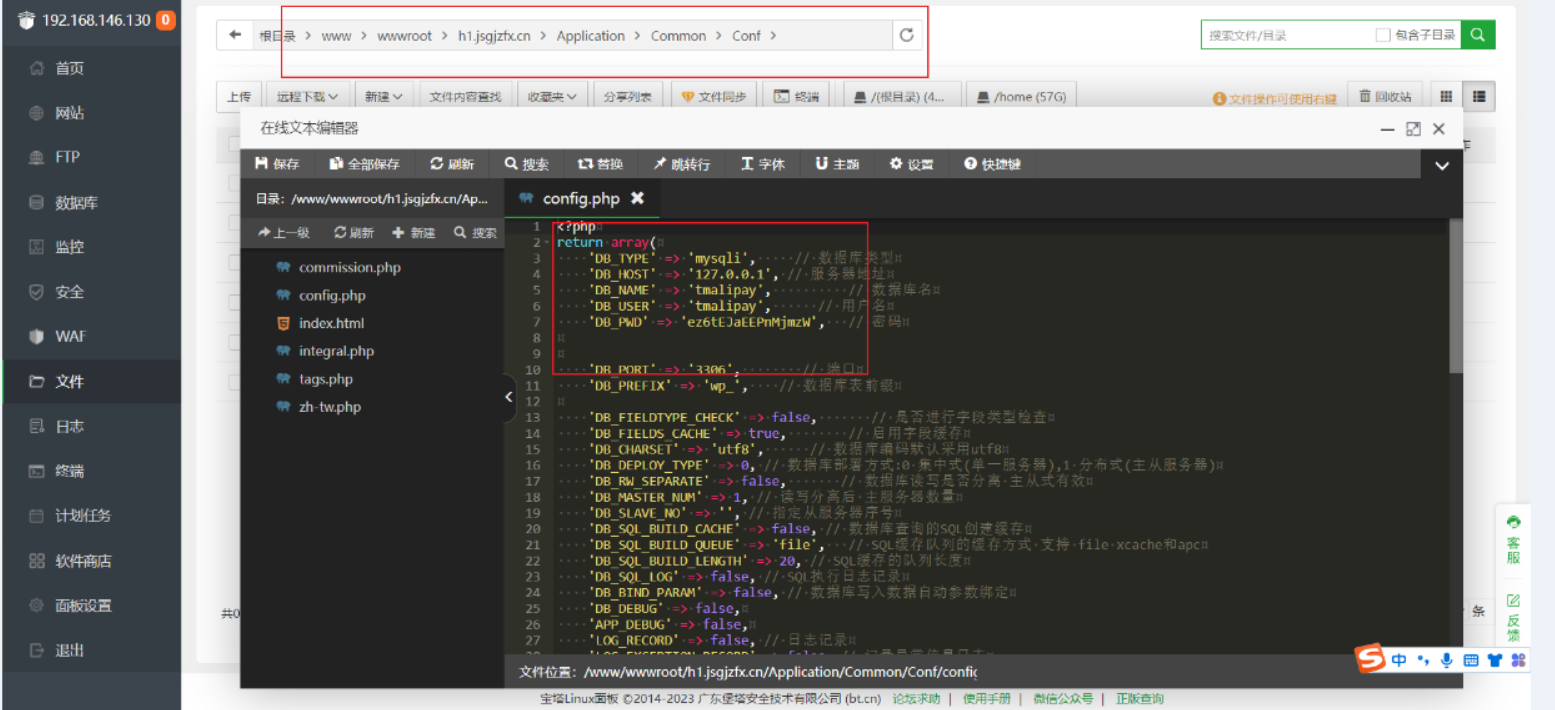 192.168.146.130 0
首页
网站
FTP
数据库
监控
安全
WAF
文件
日志
终端
计划任务
软件商店
面板设置
退出
根目录 > www > wwwroot > h1.jsgjzfx.cn > Application > Common > Conf >
搜索文件/目录 包含子目录
上传 远程下载 新建 文件内容查找 收藏夹 分享列表 文件同步 终端 /(根目录) (4... /home (57G) 文件操作可使用右键 回收站
在线文本编辑器
保存 全部保存 刷新 搜索 替换 跳转行 字体 主题 设置 快捷键
目录: /www/wwwroot/h1.jsgjzfx.cn/Ap...
上一级 刷新 新建 搜索
commission.php
config.php
index.html
integral.php
tags.php
zh-tw.php
config.php
1 <?php
2 return array(
3 'DB_TYPE' => 'mysqli', // 数据库类型
4 'DB_HOST' => '127.0.0.1', // 服务器地址
5 'DB_NAME' => 'tmalipay', // 数据库名
6 'DB_USER' => 'tmalipay', // 用户名
7 'DB_PWD' => 'ez6tEJaEEPnMjmzW', // 密码
8
9
10 'DB_PORT' => '3306', // 端口
11 'DB_PREFIX' => 'wp_', // 数据库表前缀
12
13 'DB_FIELDTYPE_CHECK' => false, // 是否进行字段类型检查
14 'DB_FIELDS_CACHE' => true, // 启用字段缓存
15 'DB_CHARSET' => 'utf8', // 数据库编码默认采用utf8
16 'DB_DEPLOY_TYPE' => 0, // 数据库部署方式:0 集中式(单一服务器),1 分布式(主从服务器)
17 'DB_RW_SEPARATE' => false, // 数据库读写是否分离 主从式有效
18 'DB_MASTER_NUM' => 1, // 读写分离后 主服务器数量
19 'DB_SLAVE_NO' => '', // 指定从服务器序号
20 'DB_SQL_BUILD_CACHE' => false, // 数据库查询的SQL创建缓存
21 'DB_SQL_BUILD_QUEUE' => 'file', // SQL缓存队列的缓存方式 支持 file xcache和apc
22 'DB_SQL_BUILD_LENGTH' => 20, // SQL缓存的队列长度
23 'DB_SQL_LOG' => false, // SQL执行日志记录
24 'DB_BIND_PARAM' => false, // 数据库写入数据自动参数绑定
25 'DB_DEBUG' => false,
26 'APP_DEBUG' => false,
27 'LOG_RECORD' => false, // 日志记录
文件位置: /www/wwwroot/h1.jsgjzfx.cn/Application/Common/Conf/config
共0
条
客服
反馈
中
宝塔Linux面板 ©2014-2023 广东堡塔安全技术有限公司 (bt.cn) 论坛求助 | 使用手册 | 微信公众号 | 正版查询